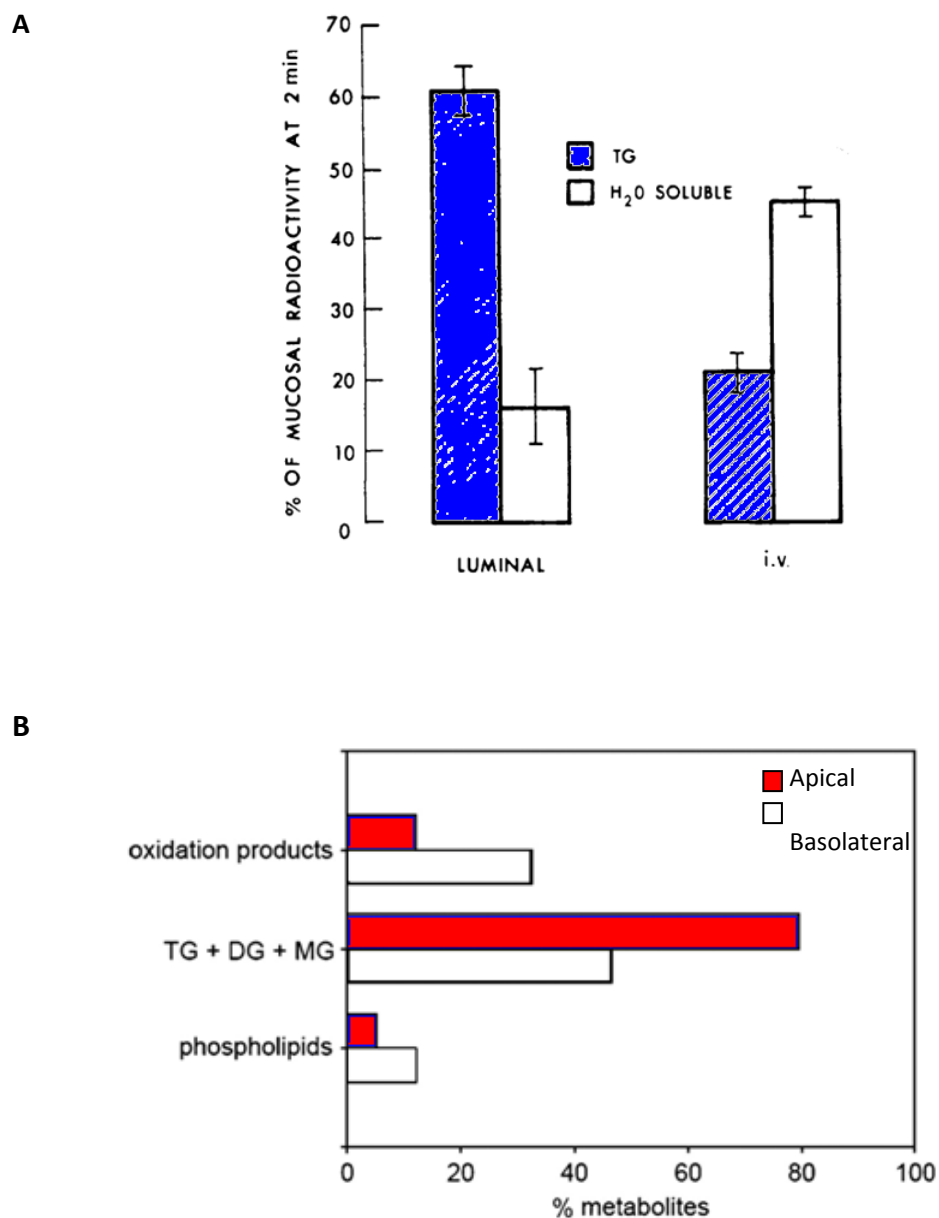 A
% OF MUCOSAL RADIOACTIVITY AT 2 min
70
60
50
40
30
20
10
0
TG
H₂0 SOLUBLE
LUMINAL
i.v.
B
Apical
Basolateral
oxidation products
TG + DG + MG
phospholipids
0 20 40 60 80 100
% metabolites